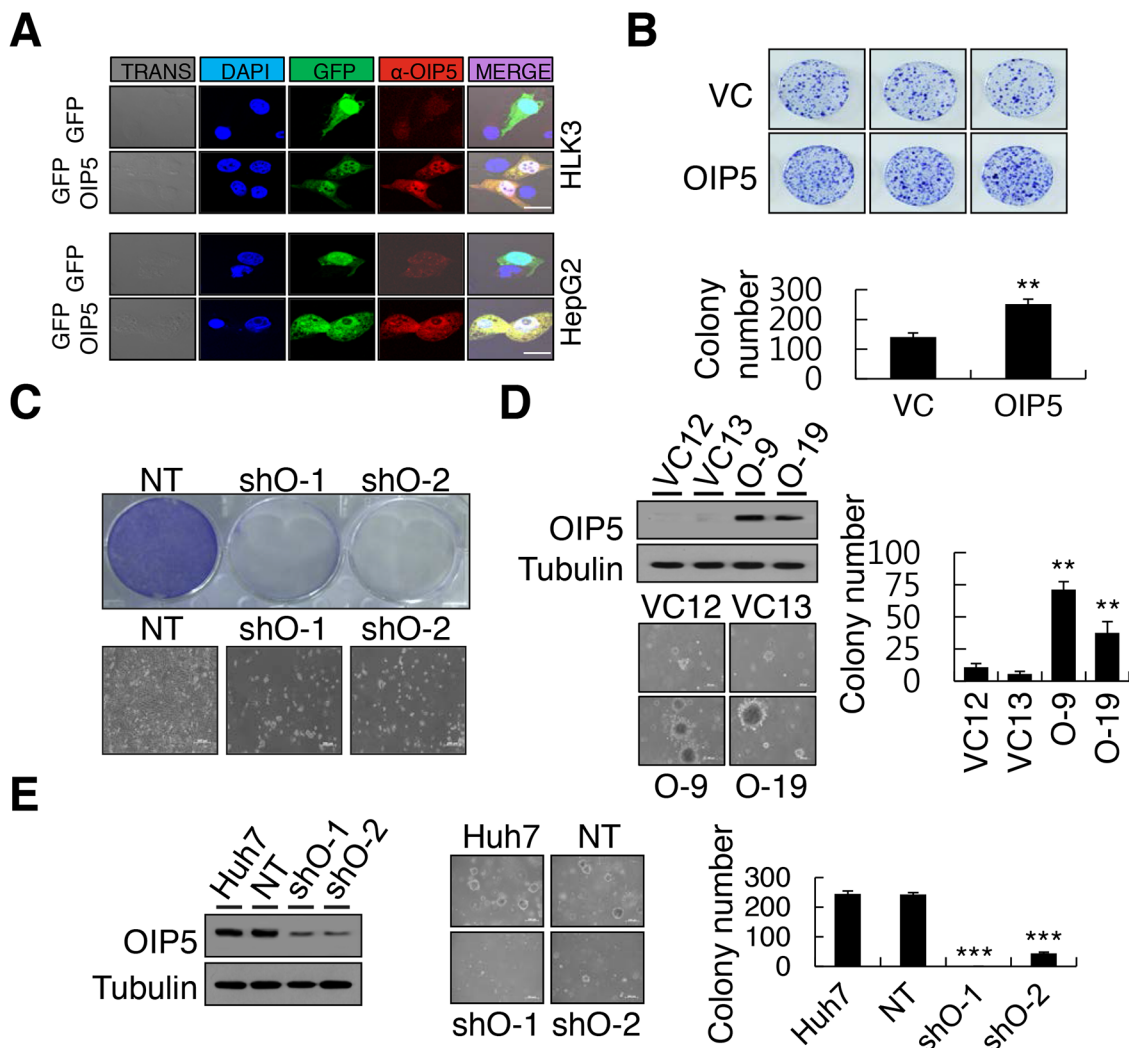 A
TRANS DAPI GFP α-OIP5 MERGE
GFP
GFP
OIP5
HLK3
GFP
GFP
OIP5
HepG2
B
VC
OIP5
Colony
number
300
200
100
0
**
VC OIP5
C
NT shO-1 shO-2
NT shO-1 shO-2
D
VC12 VC13 O-9 O-19
OIP5
Tubulin
VC12 VC13
O-9 O-19
Colony number
100
75
50
25
0
**
**
VC12 VC13 O-9 O-19
E
Huh7 NT shO-1 shO-2
OIP5
Tubulin
Huh7 NT
shO-1 shO-2
Colony number
300
200
100
0
*** ***
Huh7 NT shO-1 shO-2